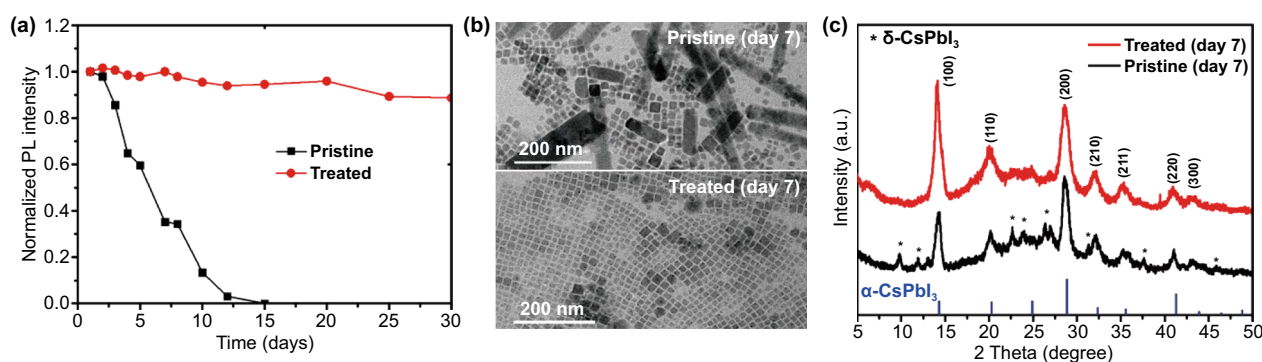 (a)
1.2
1.0
0.8
0.6
0.4
0.2
0.0
Normalized PL intensity
Pristine
Treated
0 5 10 15 20 25 30
Time (days)
(b)
Pristine (day 7)
200 nm
Treated (day 7)
200 nm
(c)
* δ-CsPbI₃
Treated (day 7)
Pristine (day 7)
(100)
(110)
(200)
(210)
(211)
(220)
(300)
* * * * * * * *
α-CsPbI₃
Intensity (a.u.)
5 10 15 20 25 30 35 40 45 50
2 Theta (degree)